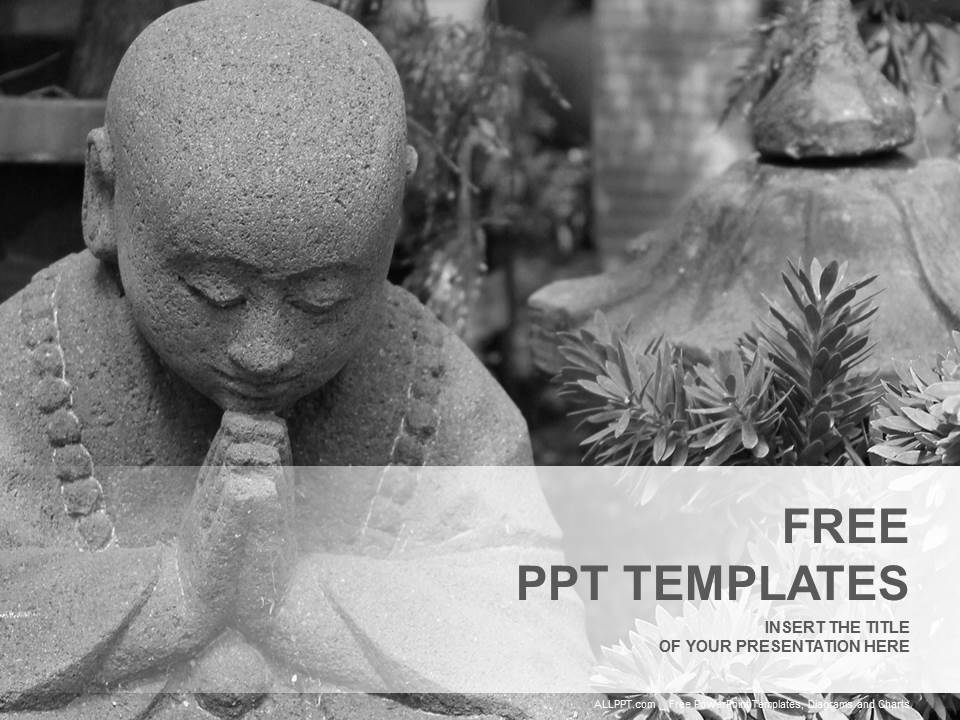 FREE
PPT TEMPLATES
INSERT THE TITLE
OF YOUR PRESENTATION HERE
ALLPPT.com _ Free PowerPoint Templates, Diagrams and Charts